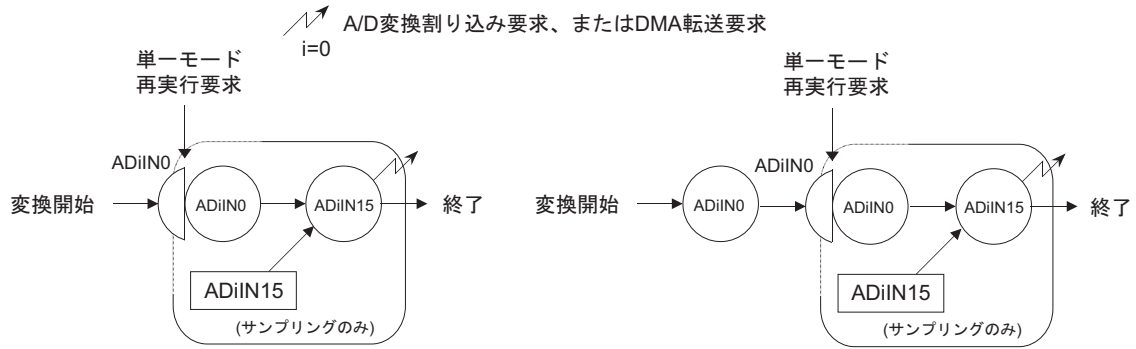 A/D変換割り込み要求、またはDMA転送要求
i=0
単一モード
再実行要求
ADiIN0
変換開始
ADiIN0
ADiIN15
終了
ADiIN15
(サンプリングのみ)
単一モード
再実行要求
ADiIN0
変換開始
ADiIN0
ADiIN0
ADiIN15
終了
ADiIN15
(サンプリングのみ)